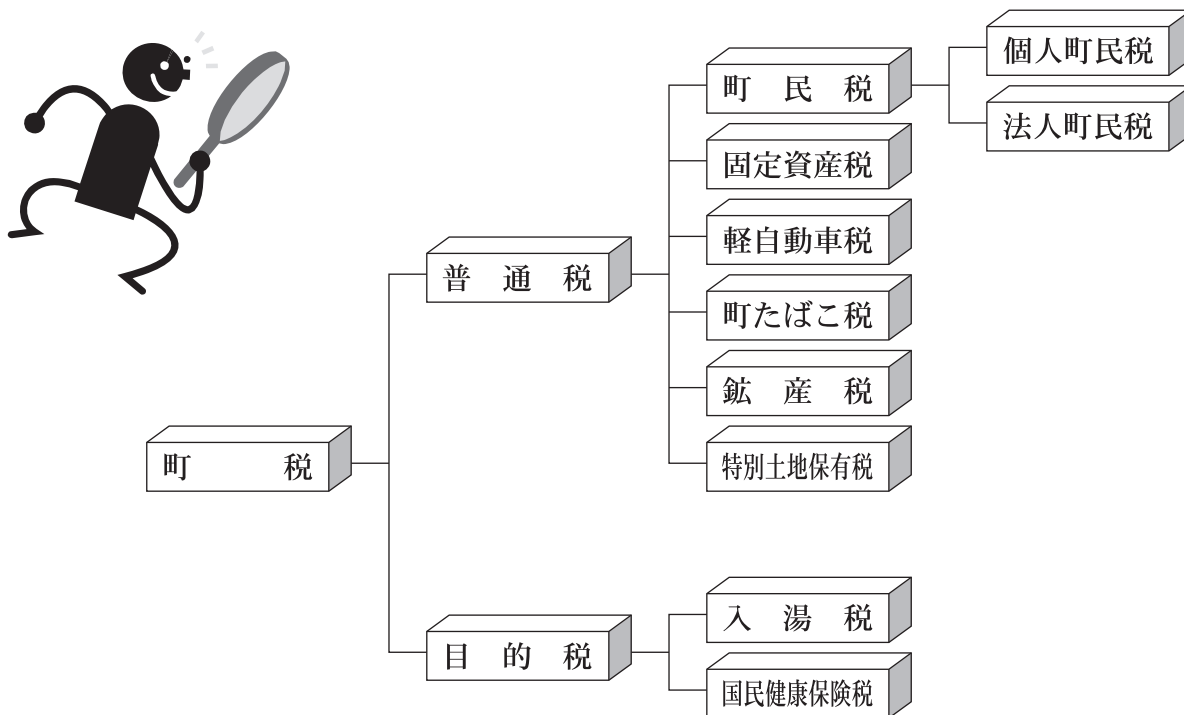 町税
普通税
町民税
個人町民税
法人町民税
固定資産税
軽自動車税
町たばこ税
鉱産税
特別土地保有税
目的税
入湯税
国民健康保険税